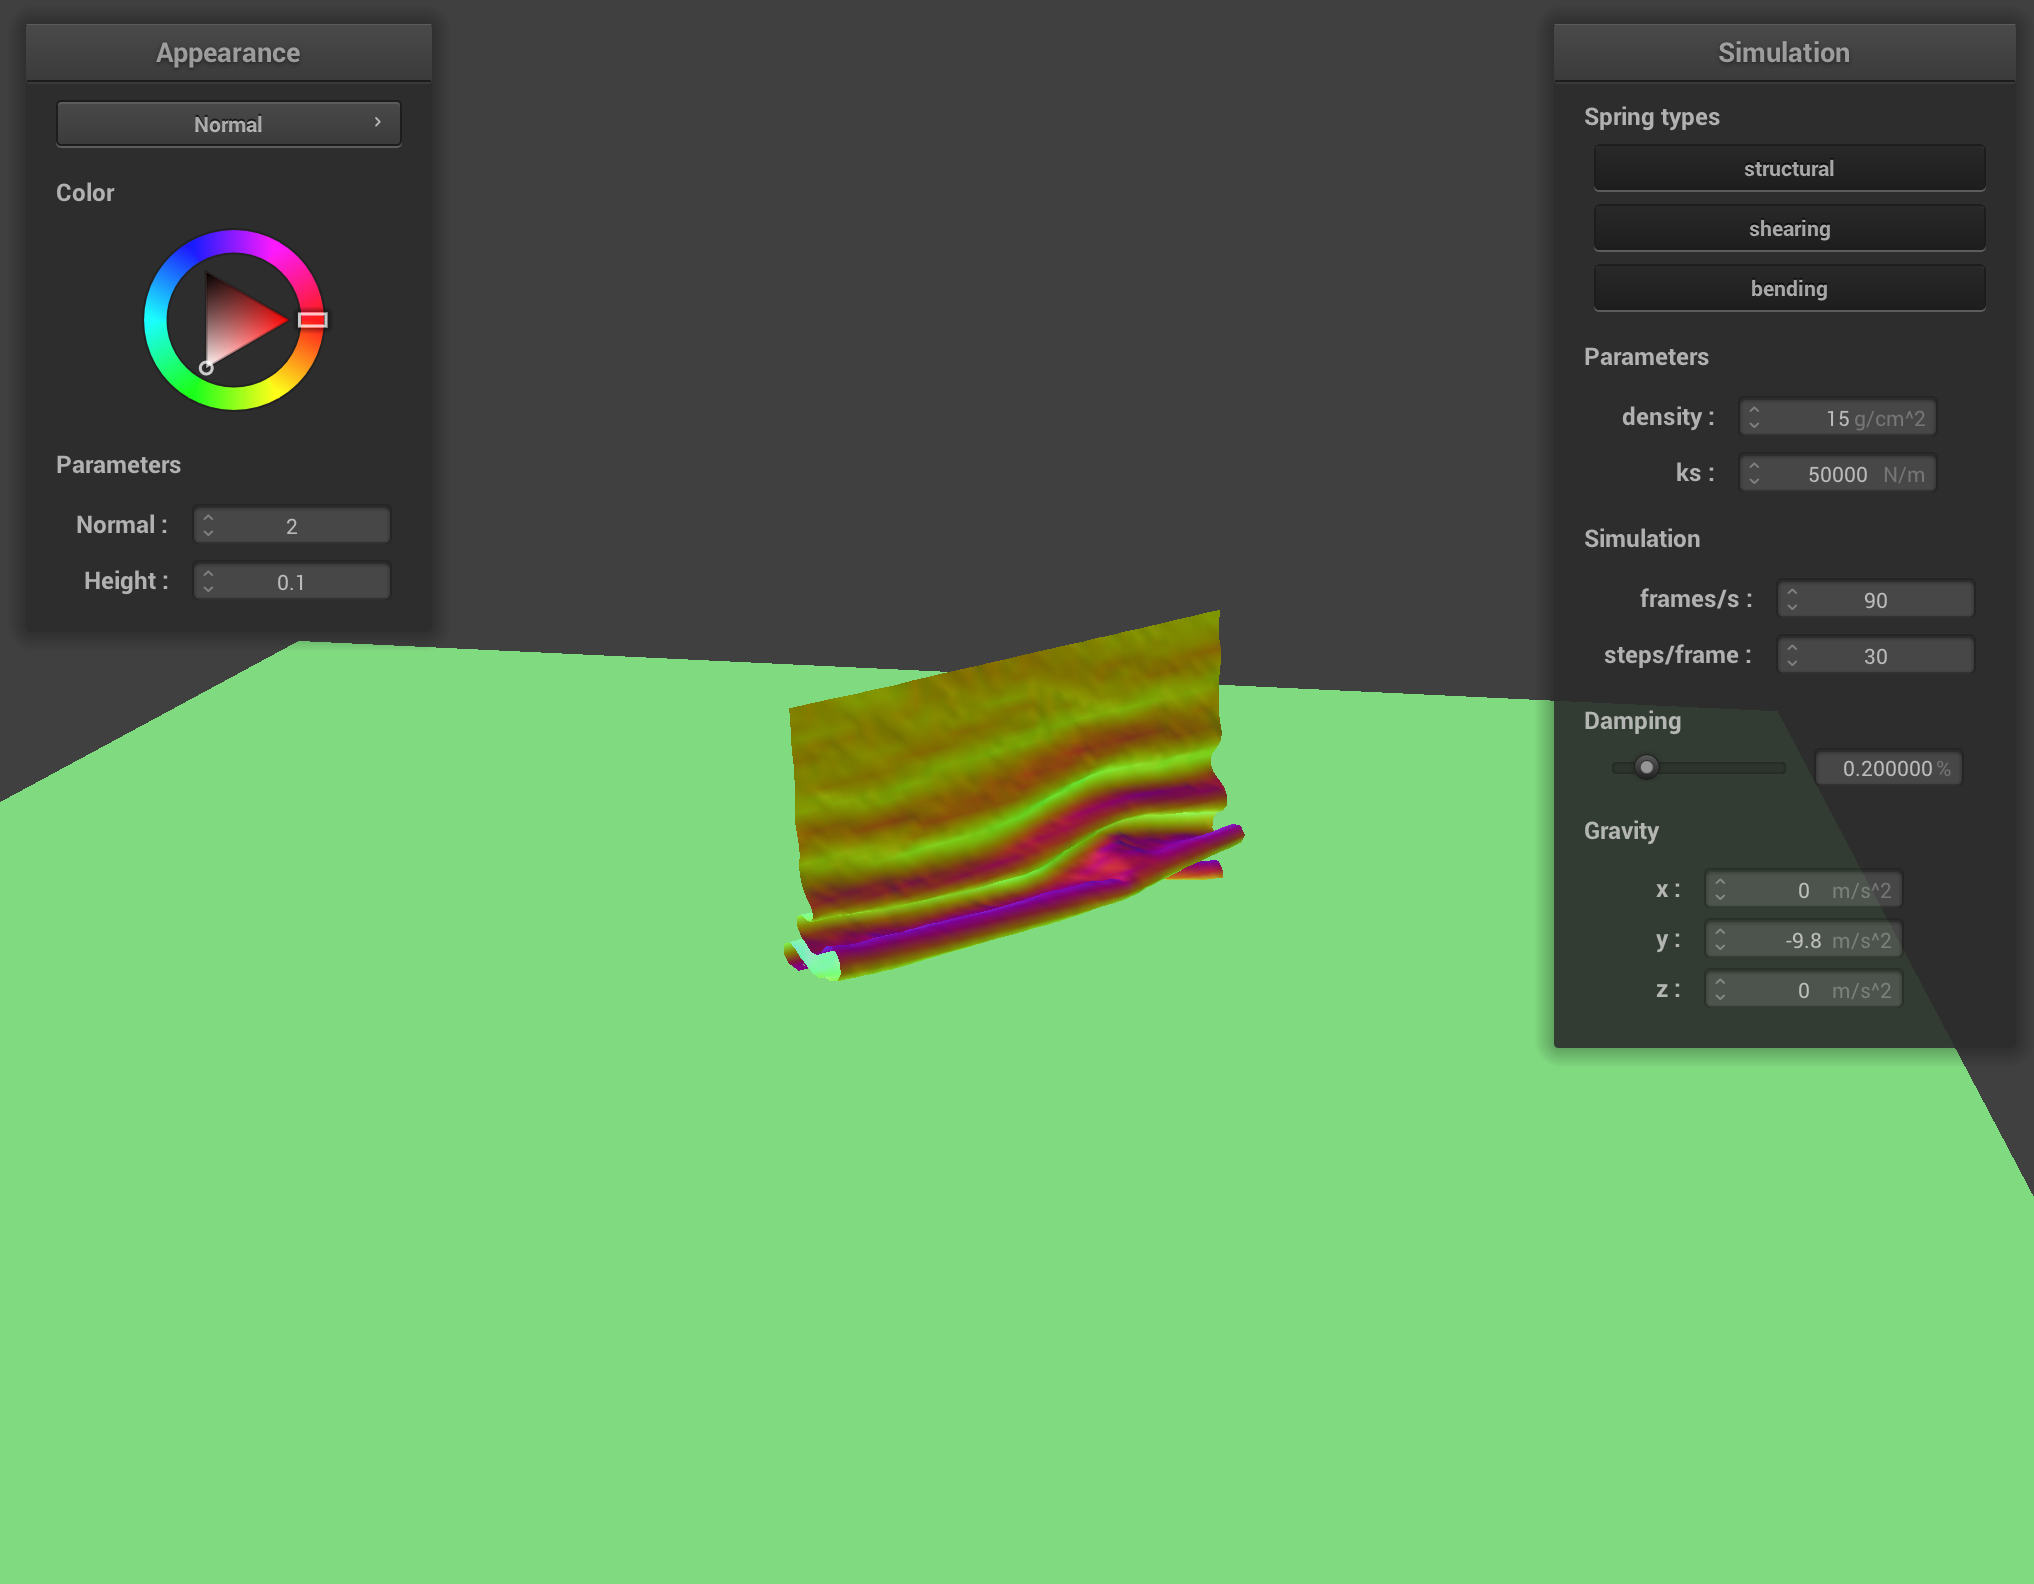 Appearance
Normal
Color
Parameters
Normal : 2
Height : 0.1
Simulation
Spring types
structural
shearing
bending
Parameters
density : 15 g/cm^2
ks : 50000 N/m
Simulation
frames/s : 90
steps/frame : 30
Damping
0.200000 %
Gravity
x : 0 m/s^2
y : -9.8 m/s^2
z : 0 m/s^2